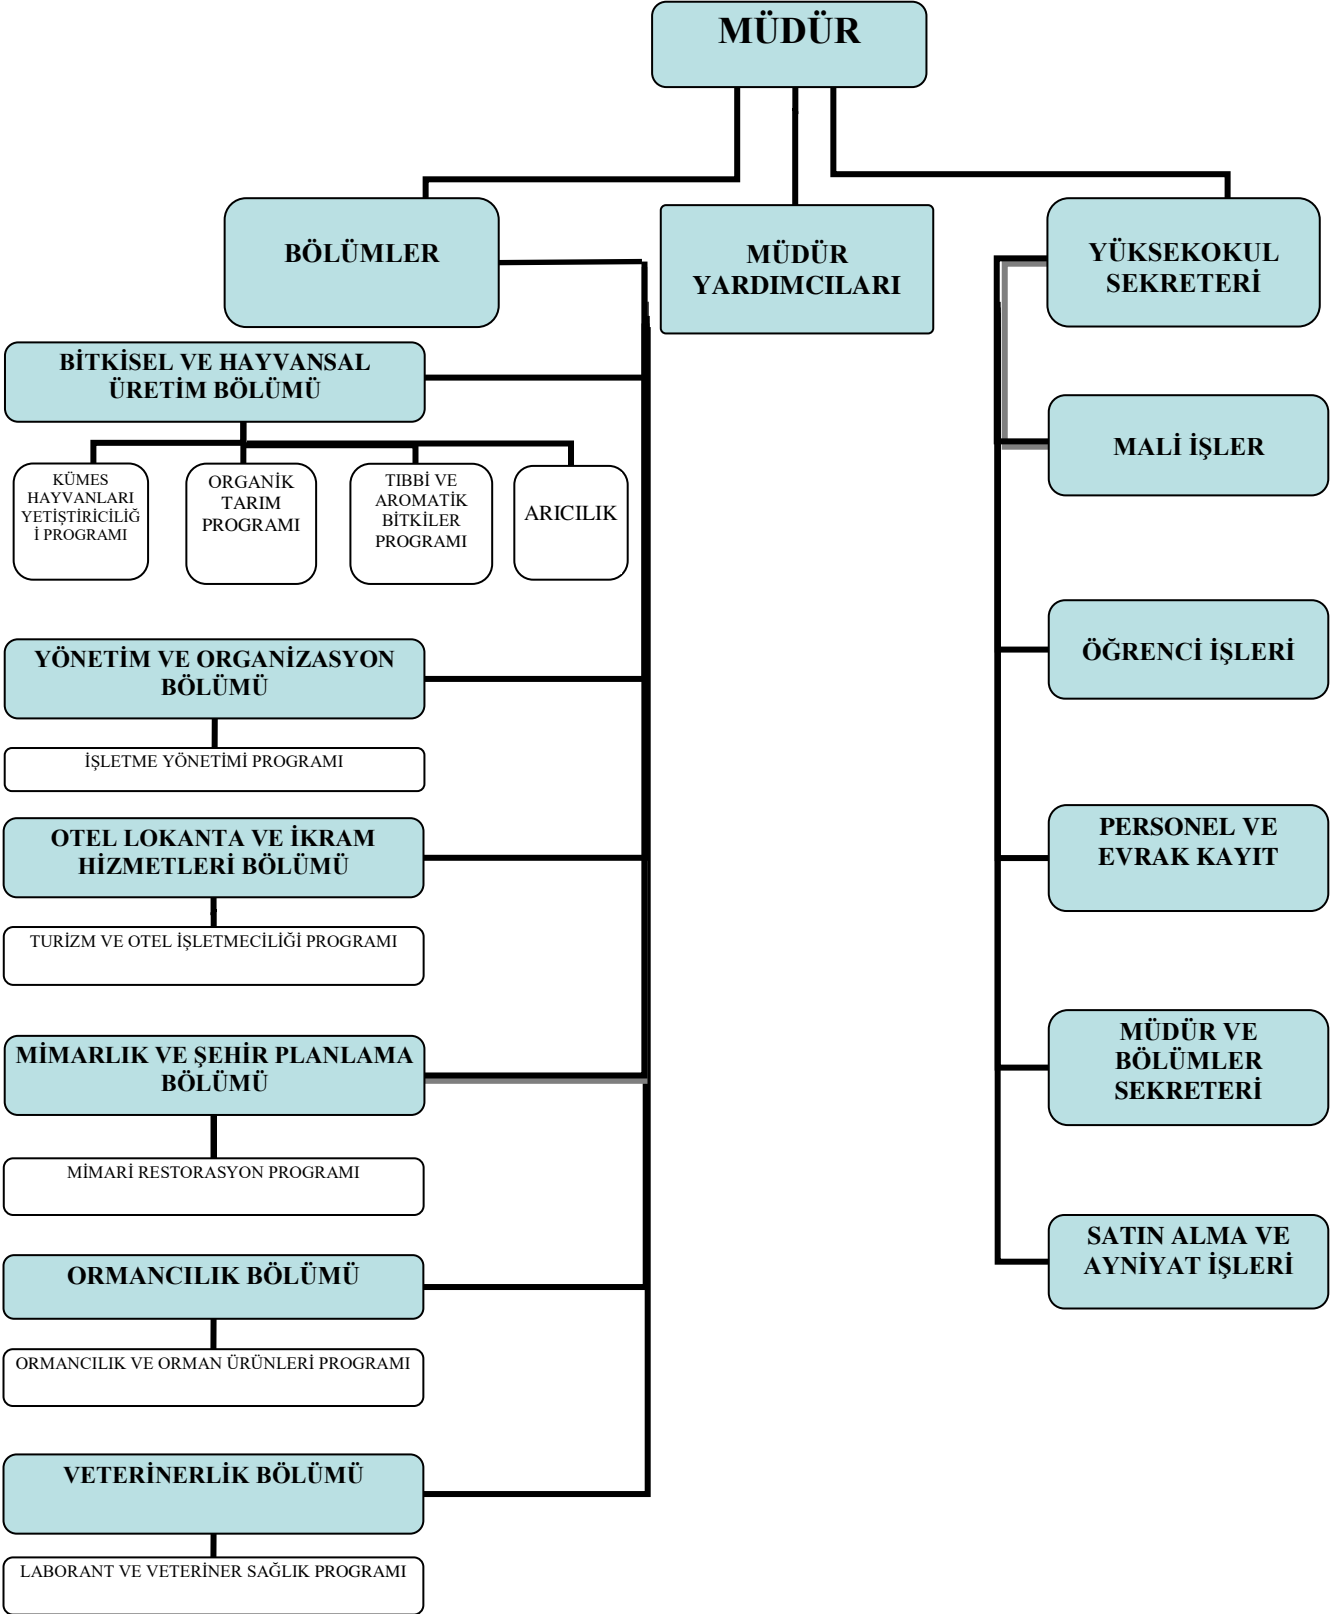 MÜDÜR
BÖLÜMLER
MÜDÜR
YARDIMCILARI
YÜKSEKOKUL
SEKRETERİ
BİTKİSEL VE HAYVANSAL
ÜRETİM BÖLÜMÜ
KÜMES
HAYVANLARI
YETİŞTİRİCİLİĞ
İ PROGRAMI
ORGANİK
TARIM
PROGRAMI
TIBBİ VE
AROMATİK
BİTKİLER
PROGRAMI
ARICILIK
YÖNETİM VE ORGANİZASYON
BÖLÜMÜ
İŞLETME YÖNETİMİ PROGRAMI
OTEL LOKANTA VE İKRAM
HİZMETLERİ BÖLÜMÜ
TURİZM VE OTEL İŞLETMECİLİĞİ PROGRAMI
MİMARLIK VE ŞEHİR PLANLAMA
BÖLÜMÜ
MİMARİ RESTORASYON PROGRAMI
ORMANCILIK BÖLÜMÜ
ORMANCILIK VE ORMAN ÜRÜNLERİ PROGRAMI
VETERİNERLİK BÖLÜMÜ
LABORANT VE VETERİNER SAĞLIK PROGRAMI
MALİ İŞLER
ÖĞRENCİ İŞLERİ
PERSONEL VE
EVRAK KAYIT
MÜDÜR VE
BÖLÜMLER
SEKRETERİ
SATIN ALMA VE
AYNİYAT İŞLERİ